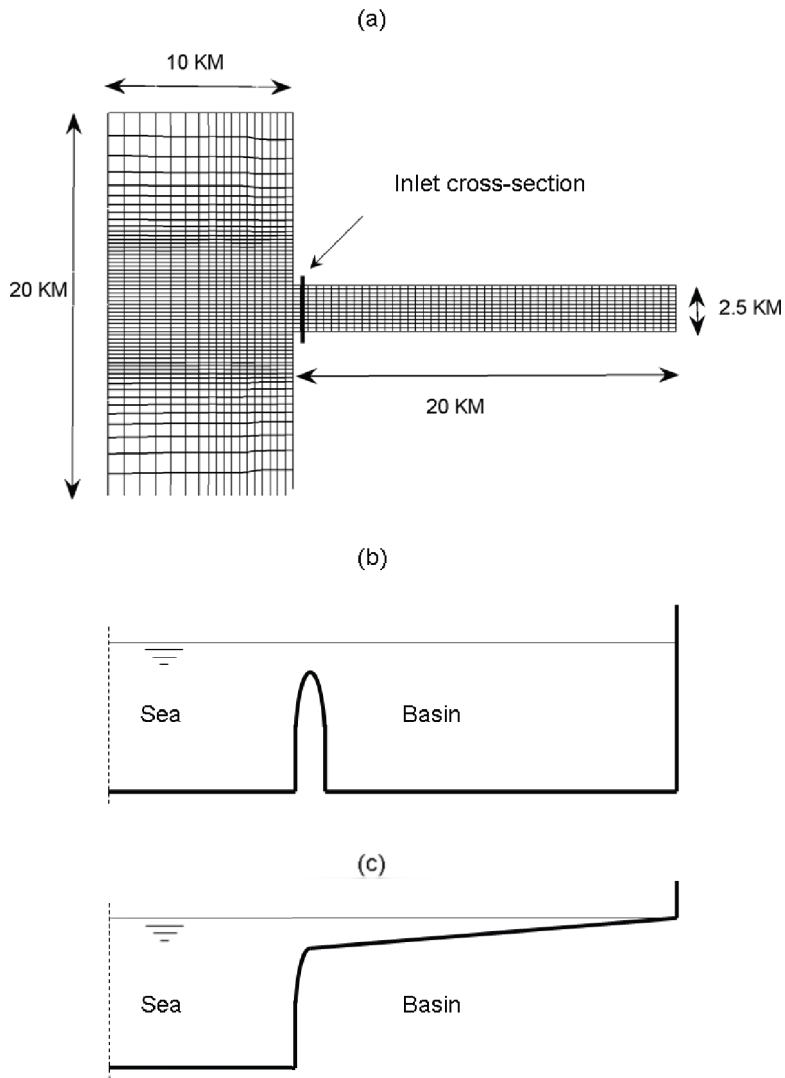 (a)
10 KM
Inlet cross-section
20 KM
2.5 KM
20 KM
(b)
Sea
Basin
(c)
Sea
Basin